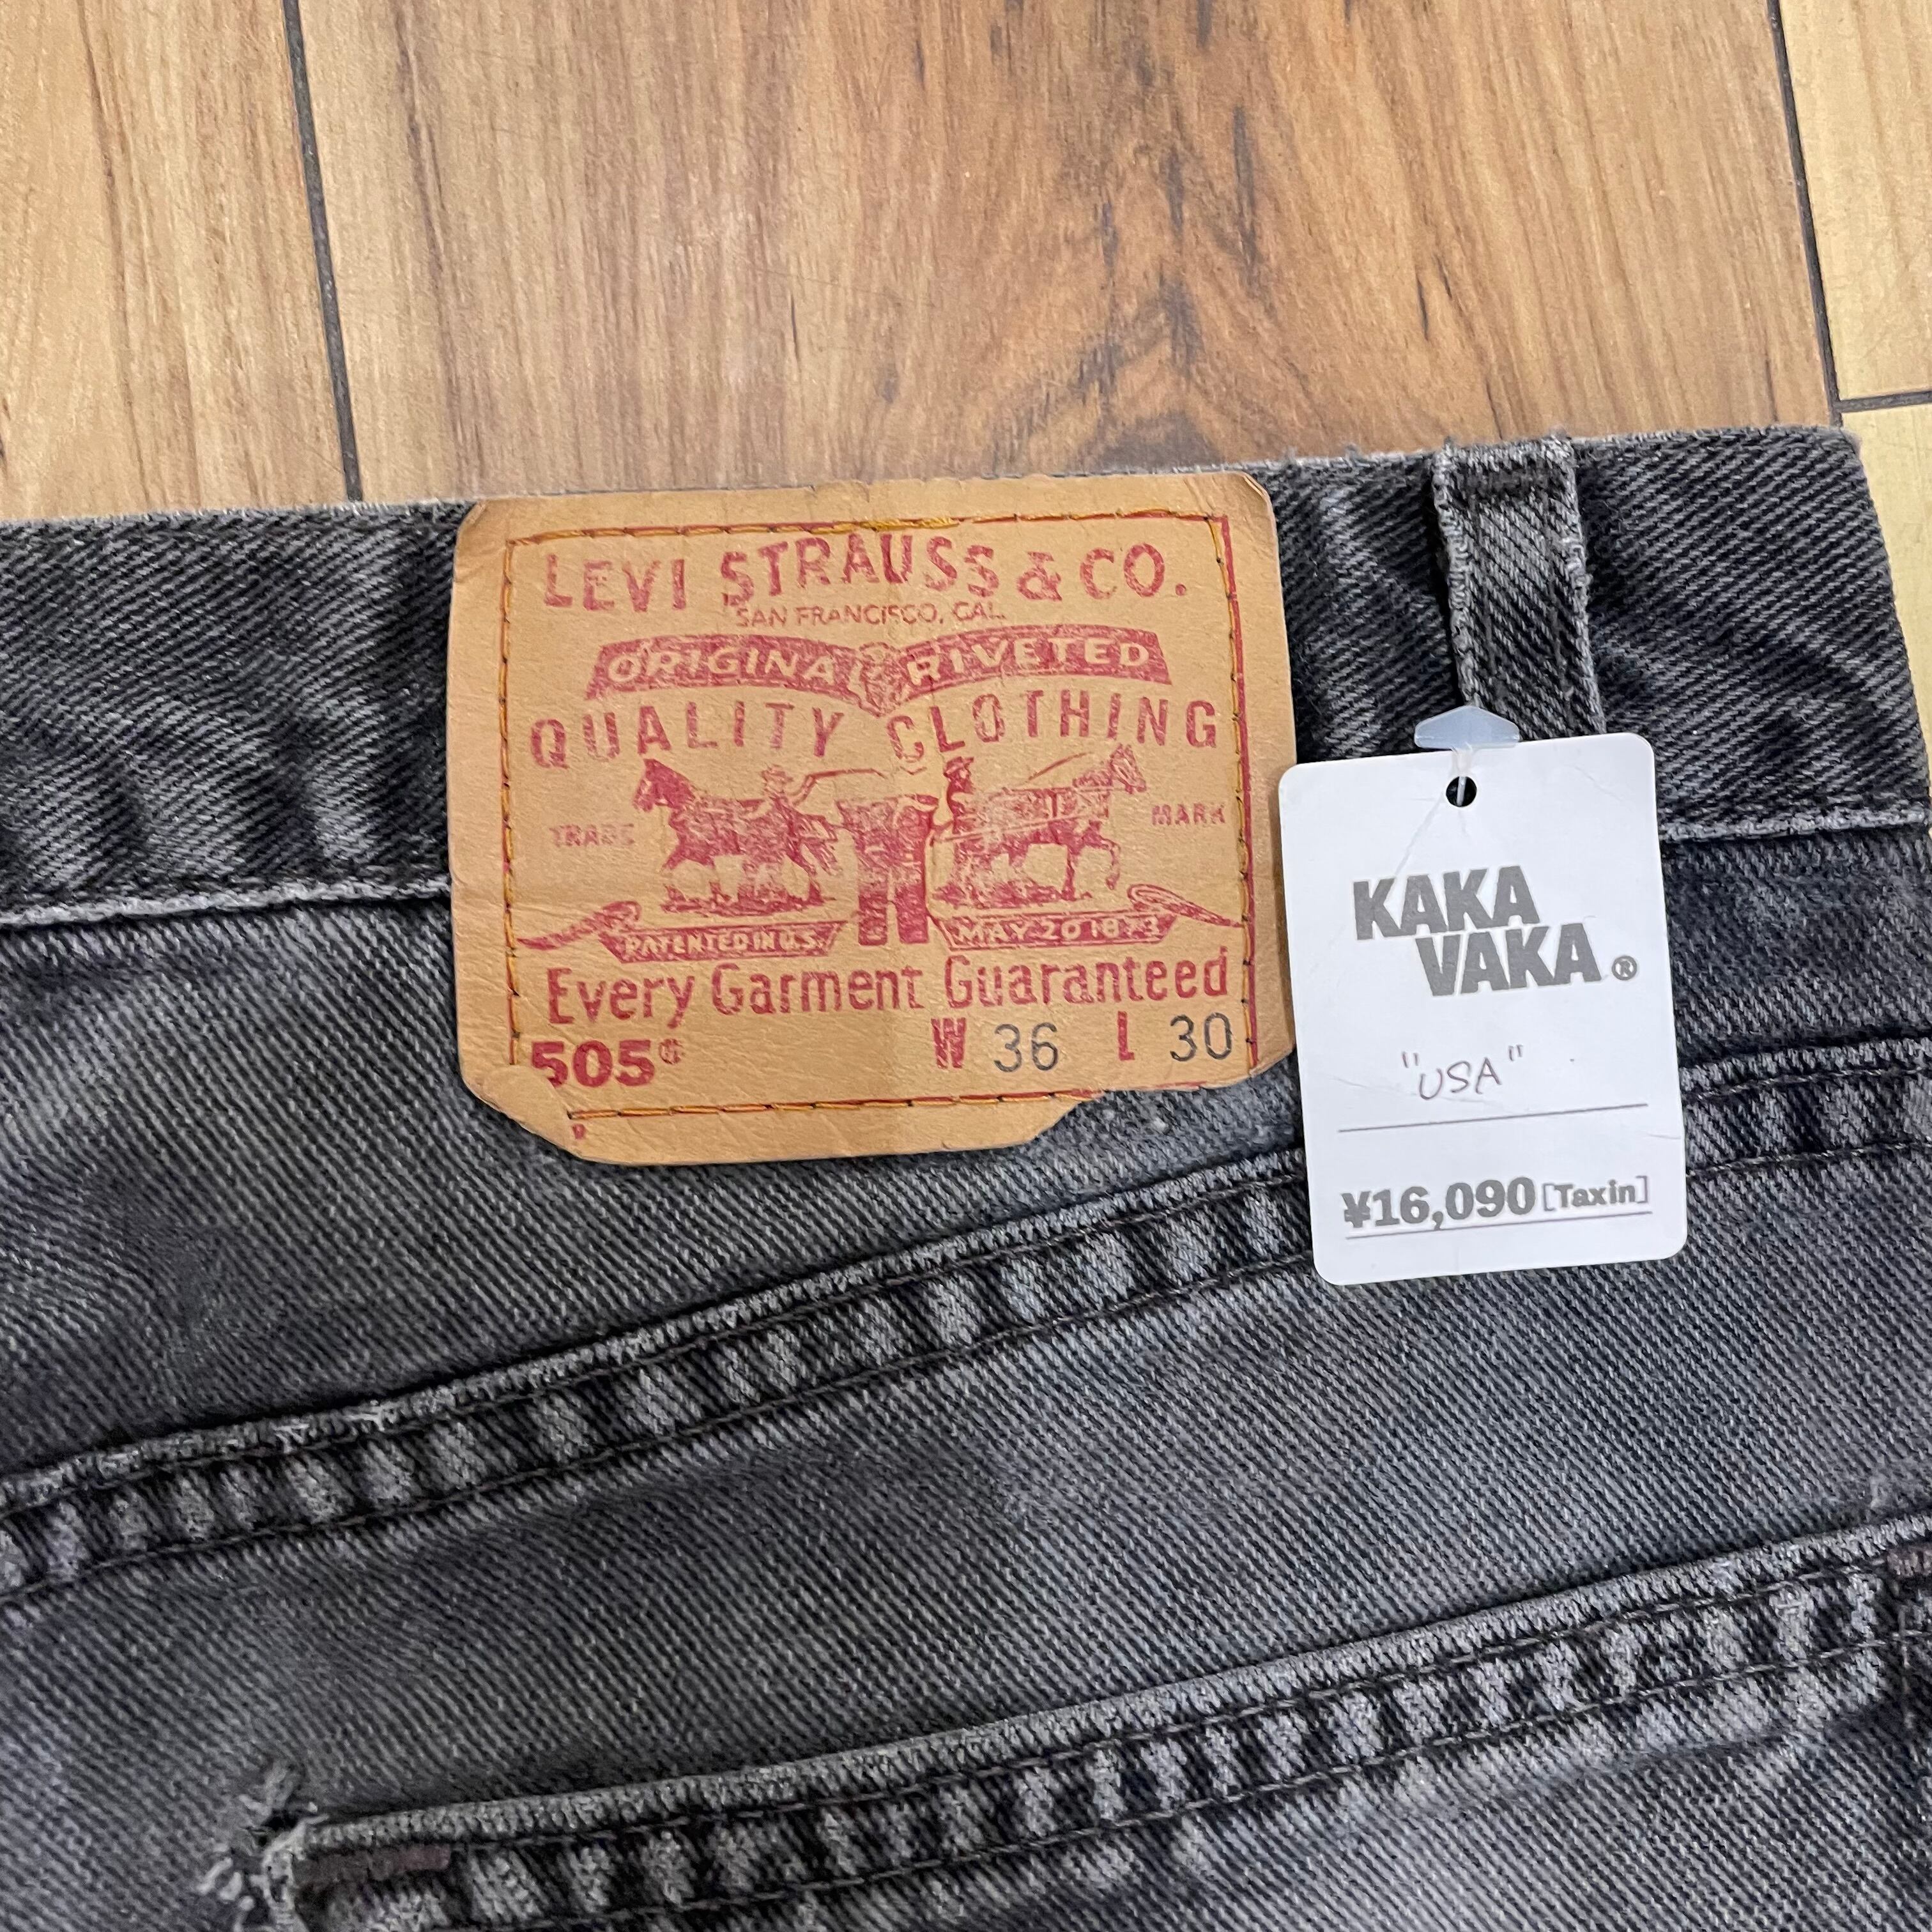 LEVI STRAUSS & CO.
SAN FRANCISCO, CAL.
ORIGINAL RIVETED
QUALITY CLOTHING
TRADE MARK
PATENTED IN U.S. MAY 20 1873
Every Garment Guaranteed
505® W 36 L 30
KAKA
VAKA®
"USA"
¥16,090 [Taxin]